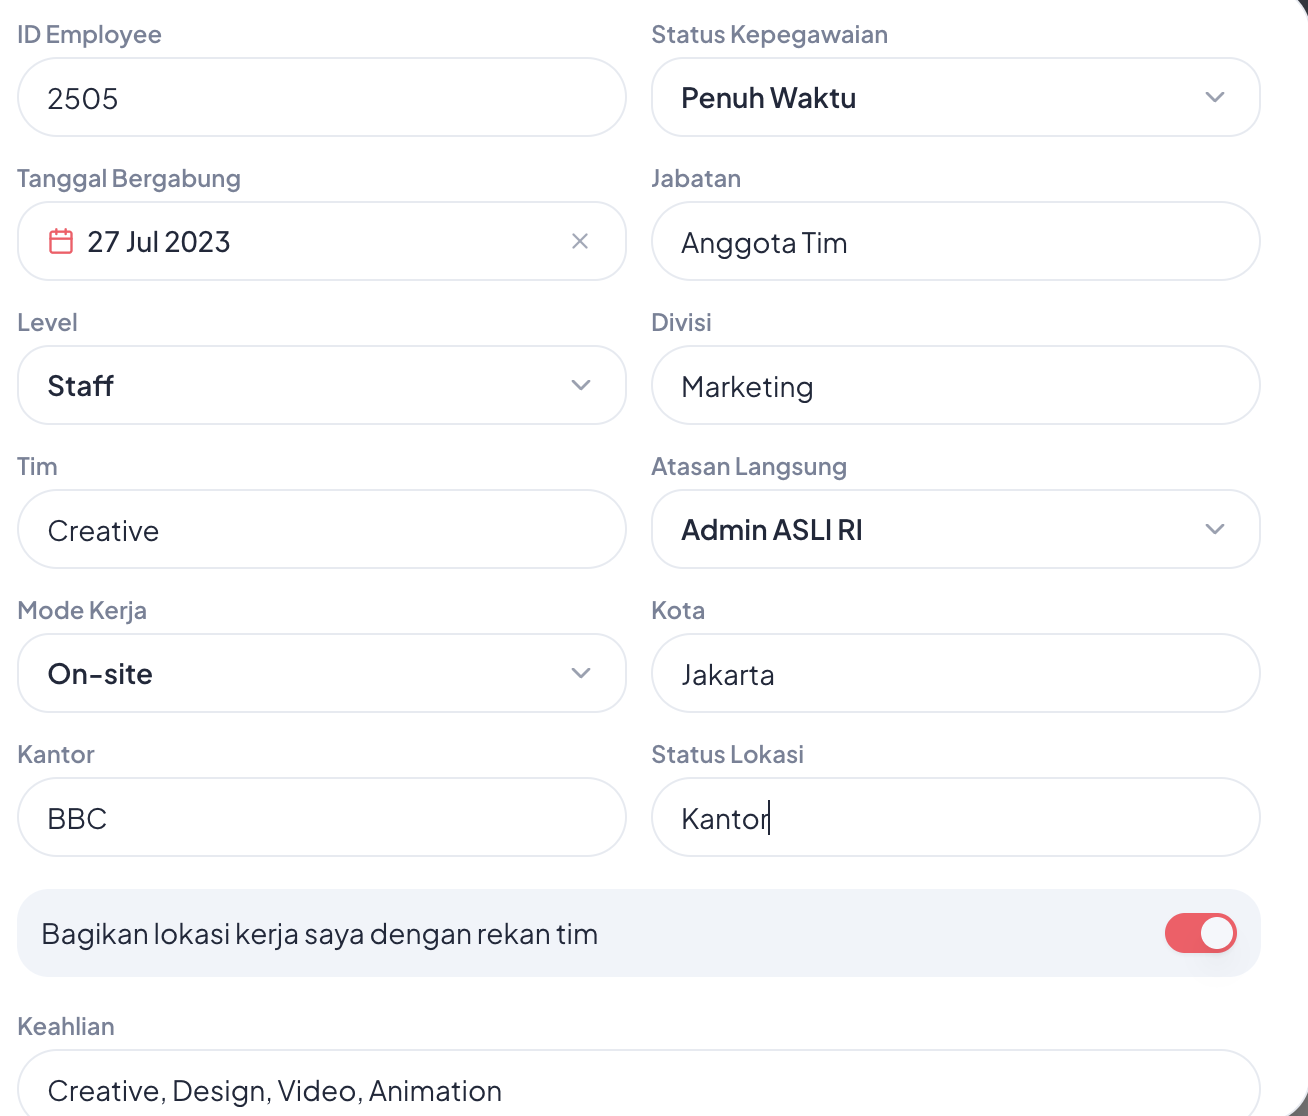 ID Employee
Status Kepegawaian
2505
Penuh Waktu
Tanggal Bergabung
Jabatan
27 Jul 2023
Anggota Tim
Level
Divisi
Staff
Marketing
Tim
Atasan Langsung
Creative
Admin ASLI RI
Mode Kerja
Kota
On-site
Jakarta
Kantor
Status Lokasi
BBC
Kantor
Bagikan lokasi kerja saya dengan rekan tim
Keahlian
Creative, Design, Video, Animation